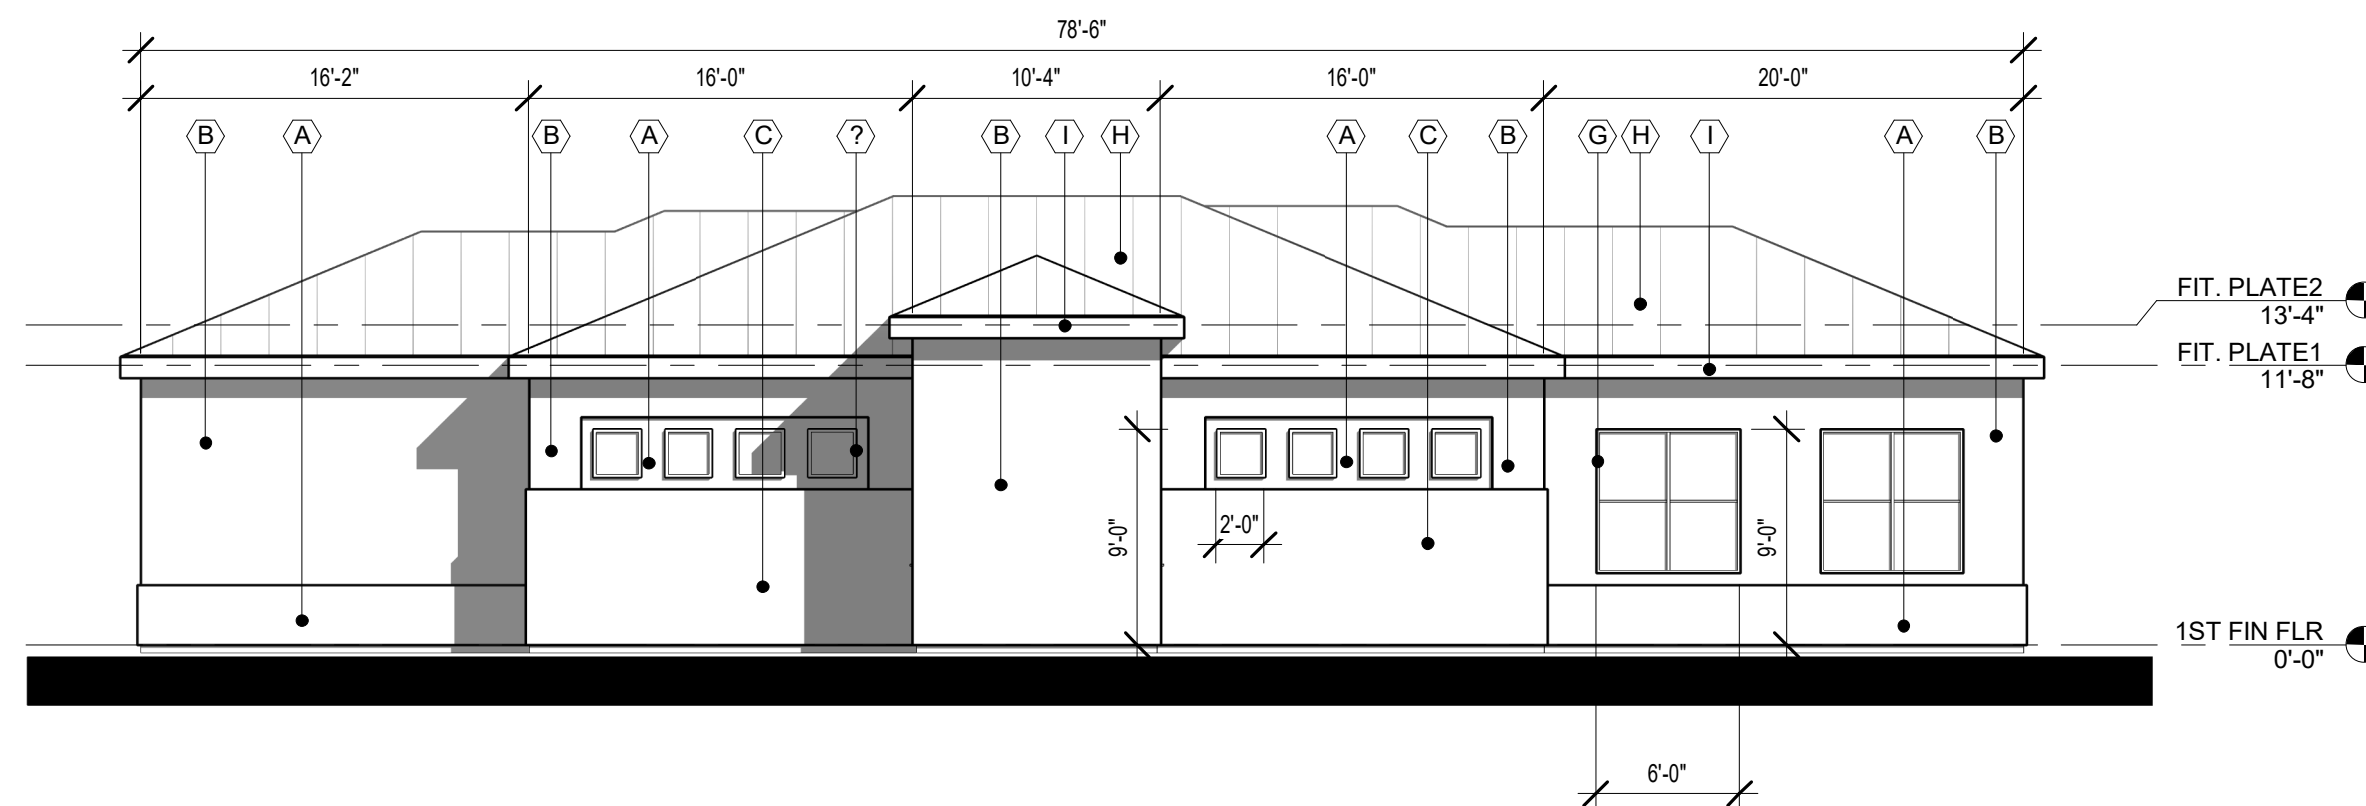 78'-6"
16'-2" 16'-0" 10'-4" 16'-0" 20'-0"
B A B A C ? B I H A C B G H I A B
FIT. PLATE2
13'-4"
FIT. PLATE1
11'-8"
9'-0" 2'-0" 9'-0"
1ST FIN FLR
0'-0"
6'-0"